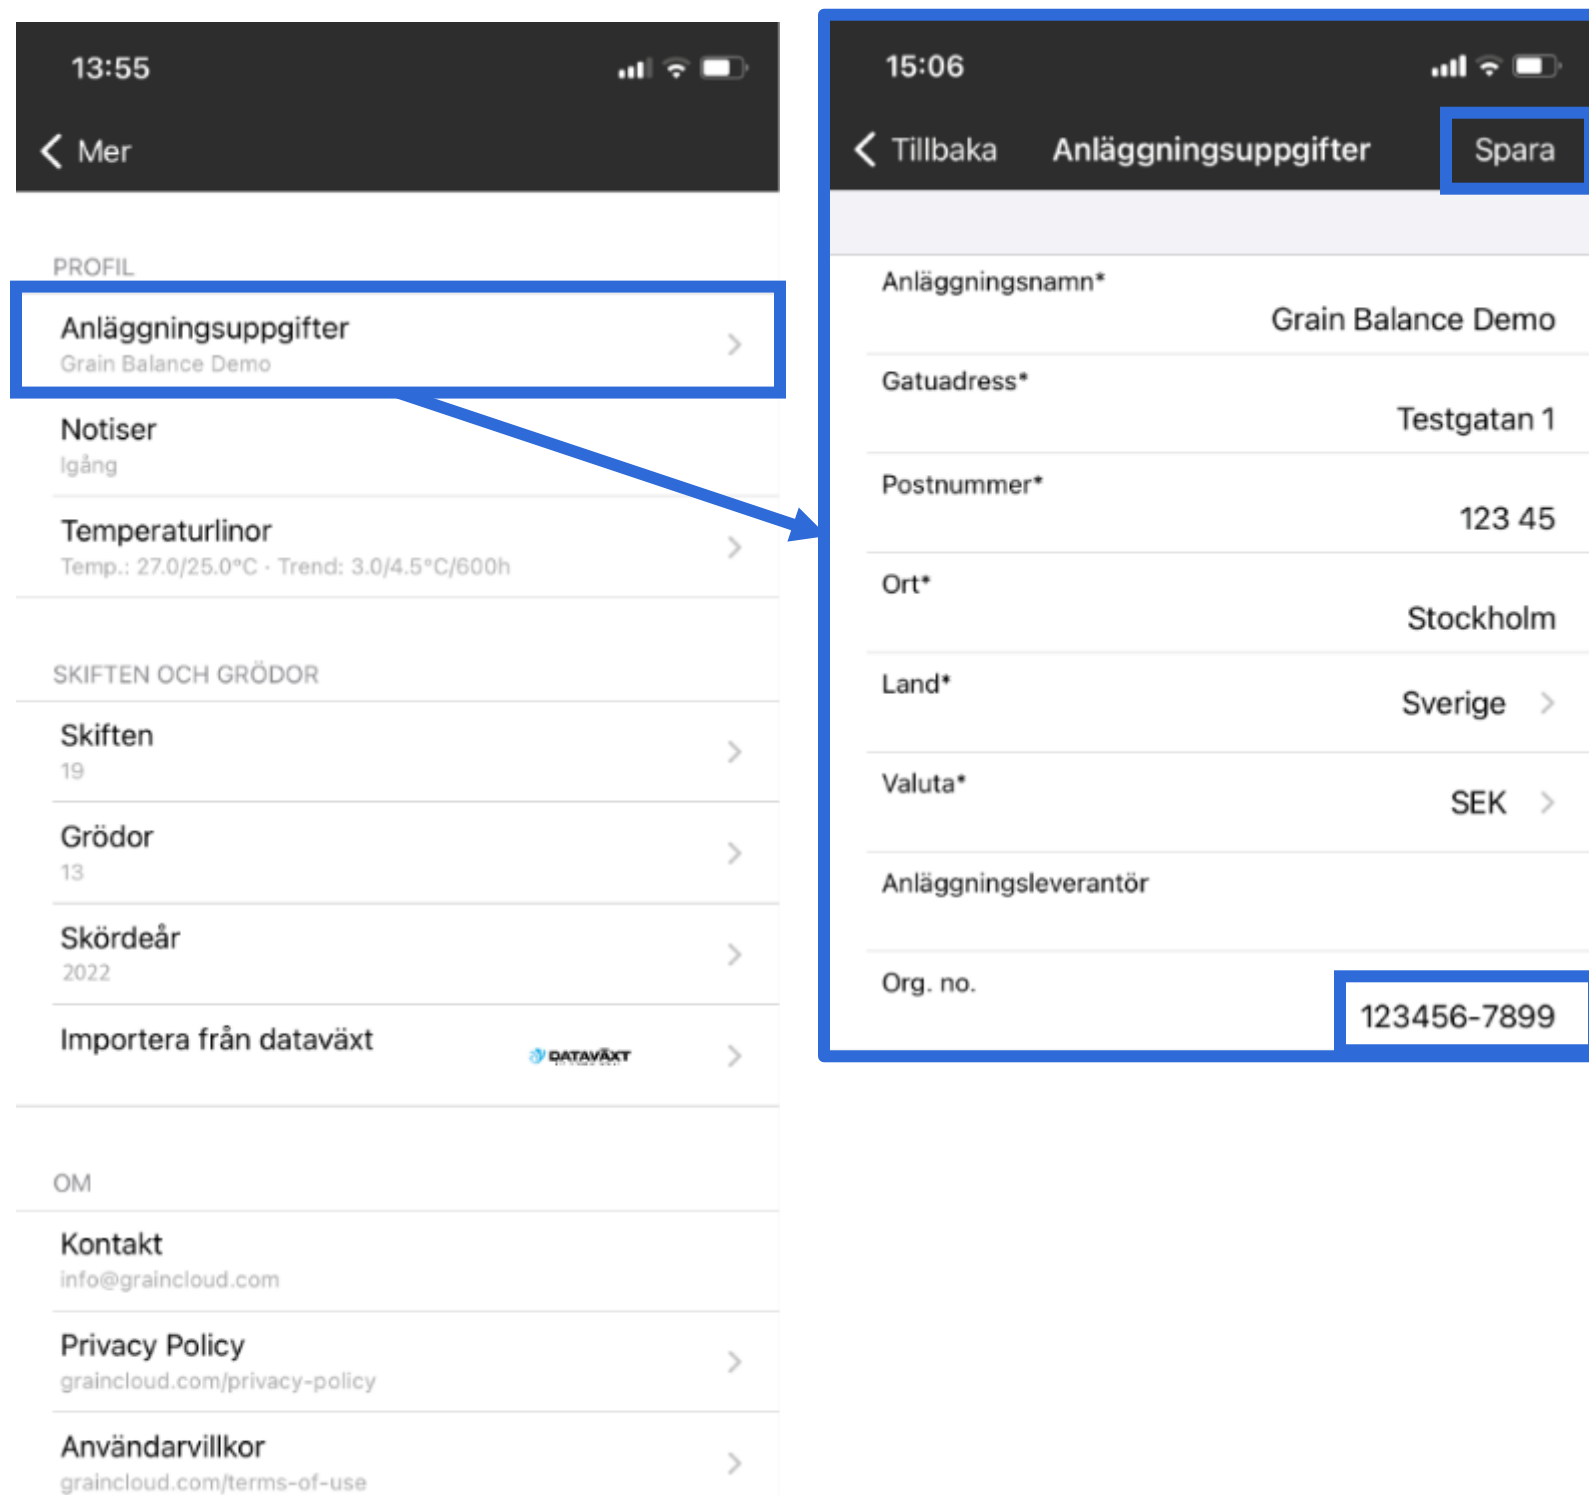 13:55
Mer
PROFIL
Anläggningsuppgifter
Grain Balance Demo
Notiser
Igång
Temperaturlinor
Temp.: 27.0/25.0°C · Trend: 3.0/4.5°C/600h
SKIFTEN OCH GRÖDOR
Skiften
19
Grödor
13
Skördeår
2022
Importera från dataväxt
DATAVÄXT
OM
Kontakt
info@graincloud.com
Privacy Policy
graincloud.com/privacy-policy
Användarvillkor
graincloud.com/terms-of-use
15:06
Tillbaka Anläggningsuppgifter Spara
Anläggningsnamn*
Grain Balance Demo
Gatuadress*
Testgatan 1
Postnummer*
123 45
Ort*
Stockholm
Land*
Sverige
Valuta*
SEK
Anläggningsleverantör
Org. no.
123456-7899